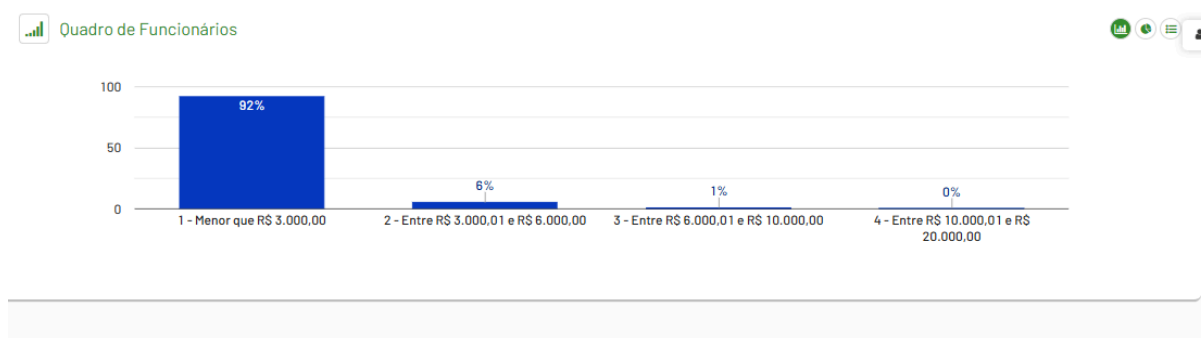 Quadro de Funcionários
100
92%
50
6%
1%
0%
0
1 - Menor que R$ 3.000,00
2 - Entre R$ 3.000,01 e R$ 6.000,00
3 - Entre R$ 6.000,01 e R$ 10.000,00
4 - Entre R$ 10.000,01 e R$
20.000,00